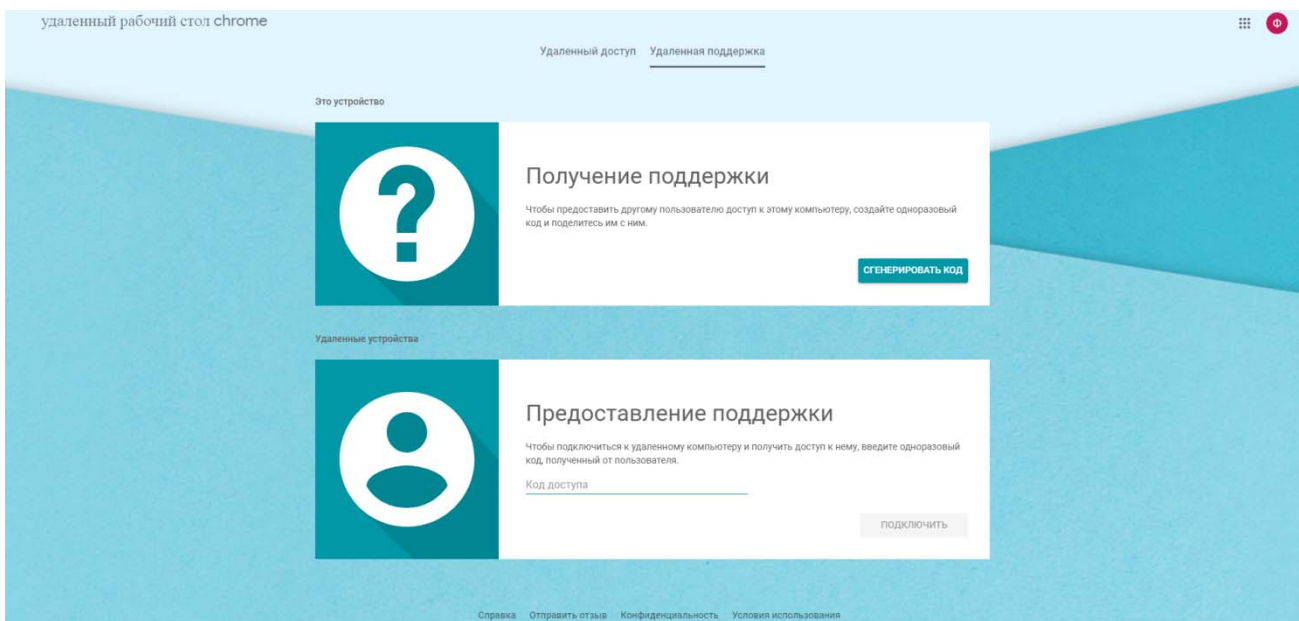 удаленный рабочий стол chrome
Ф
Удаленный доступ Удаленная поддержка
Это устройство
Получение поддержки
Чтобы предоставить другому пользователю доступ к этому компьютеру, создайте одноразовый
код и поделитесь им с ним.
СГЕНЕРИРОВАТЬ КОД
Удаленные устройства
Предоставление поддержки
Чтобы подключиться к удаленному компьютеру и получить доступ к нему, введите одноразовый
код, полученный от пользователя.
Код доступа
ПОДКЛЮЧИТЬ
Справка Отправить отзыв Конфиденциальность Условия использования